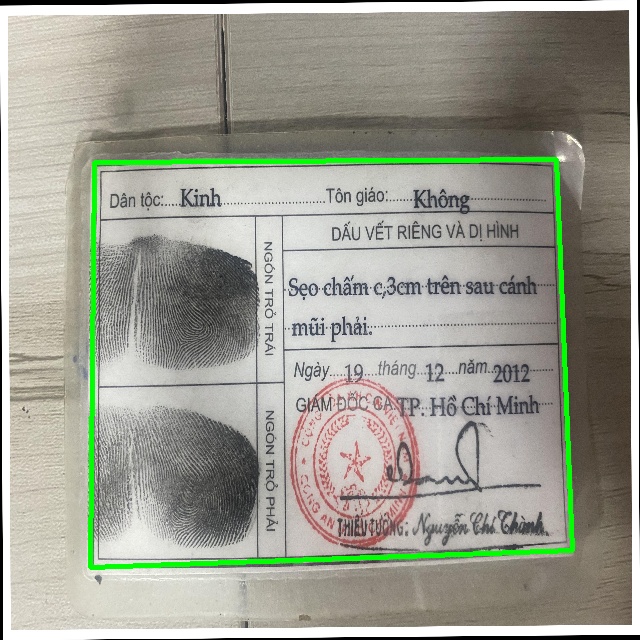 Dân tộc: Kinh Tôn giáo: Không
DẤU VẾT RIÊNG VÀ DỊ HÌNH
NGÓN TRỎ TRÁI
Sẹo chấm c,3cm trên sau cánh
mũi phải.
Ngày 19 tháng 12 năm 2012
GIÁM ĐỐC CA TP. Hồ Chí Minh
NGÓN TRỎ PHẢI
THIẾU TƯỚNG: Nguyễn Chí Thành